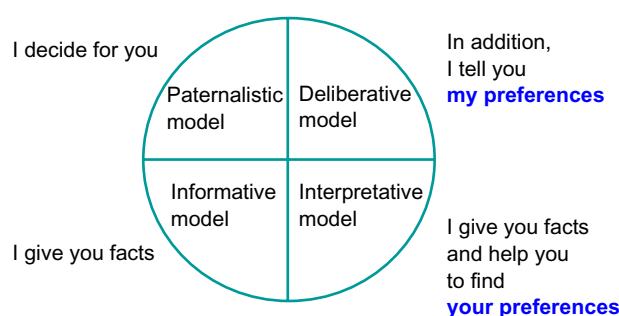 I decide for you
Paternalistic
model
Deliberative
model
In addition,
I tell you
my preferences
Informative
model
Interpretative
model
I give you facts
I give you facts
and help you
to find
your preferences